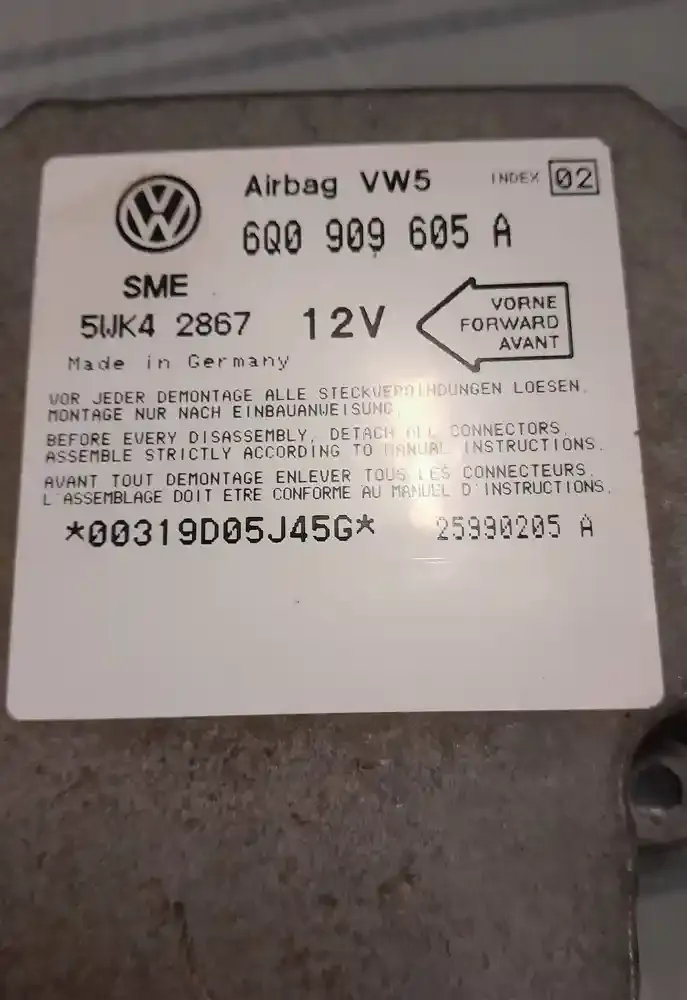 Airbag VW5 INDEX 02
6Q0 909 605 A
SME
5WK4 2867 12V
VORNE
FORWARD
AVANT
Made in Germany
VOR JEDER DEMONTAGE ALLE STECKVERBINDUNGEN LOESEN.
MONTAGE NUR NACH EINBAUANWEISUNG.
BEFORE EVERY DISASSEMBLY, DETACH ALL CONNECTORS.
ASSEMBLE STRICTLY ACCORDING TO MANUAL INSTRUCTIONS.
AVANT TOUT DEMONTAGE ENLEVER TOUS LES CONNECTEURS.
L'ASSEMBLAGE DOIT ETRE CONFORME AU MANUEL D'INSTRUCTIONS.
*00319D05J45G* 25990205 A